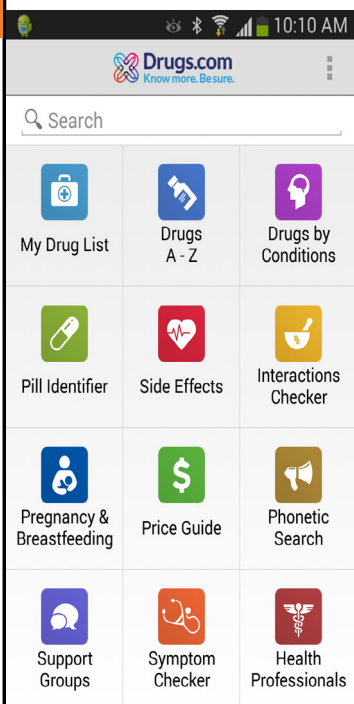 10:10 AM
Drugs.com
Know more. Be sure.
Search
My Drug List
Drugs
A - Z
Drugs by
Conditions
Pill Identifier
Side Effects
Interactions
Checker
Pregnancy &
Breastfeeding
Price Guide
Phonetic
Search
Support
Groups
Symptom
Checker
Health
Professionals